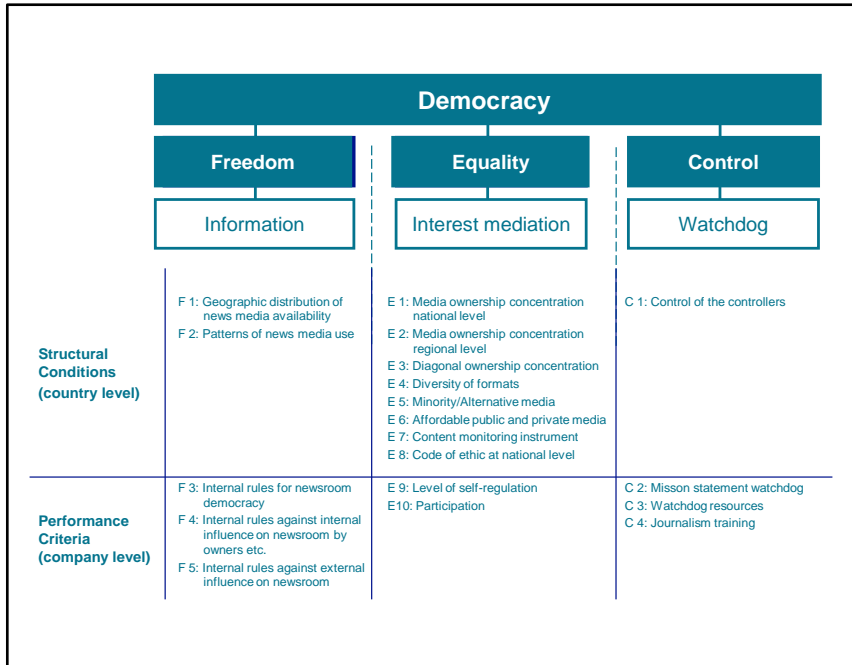 Democracy
Freedom
Equality
Control
Information
Interest mediation
Watchdog
Structural
Conditions
(country level)
F 1: Geographic distribution of
news media availability
F 2: Patterns of news media use
E 1: Media ownership concentration
national level
E 2: Media ownership concentration
regional level
E 3: Diagonal ownership concentration
E 4: Diversity of formats
E 5: Minority/Alternative media
E 6: Affordable public and private media
E 7: Content monitoring instrument
E 8: Code of ethic at national level
C 1: Control of the controllers
Performance
Criteria
(company level)
F 3: Internal rules for newsroom
democracy
F 4: Internal rules against internal
influence on newsroom by
owners etc.
F 5: Internal rules against external
influence on newsroom
E 9: Level of self-regulation
E10: Participation
C 2: Misson statement watchdog
C 3: Watchdog resources
C 4: Journalism training